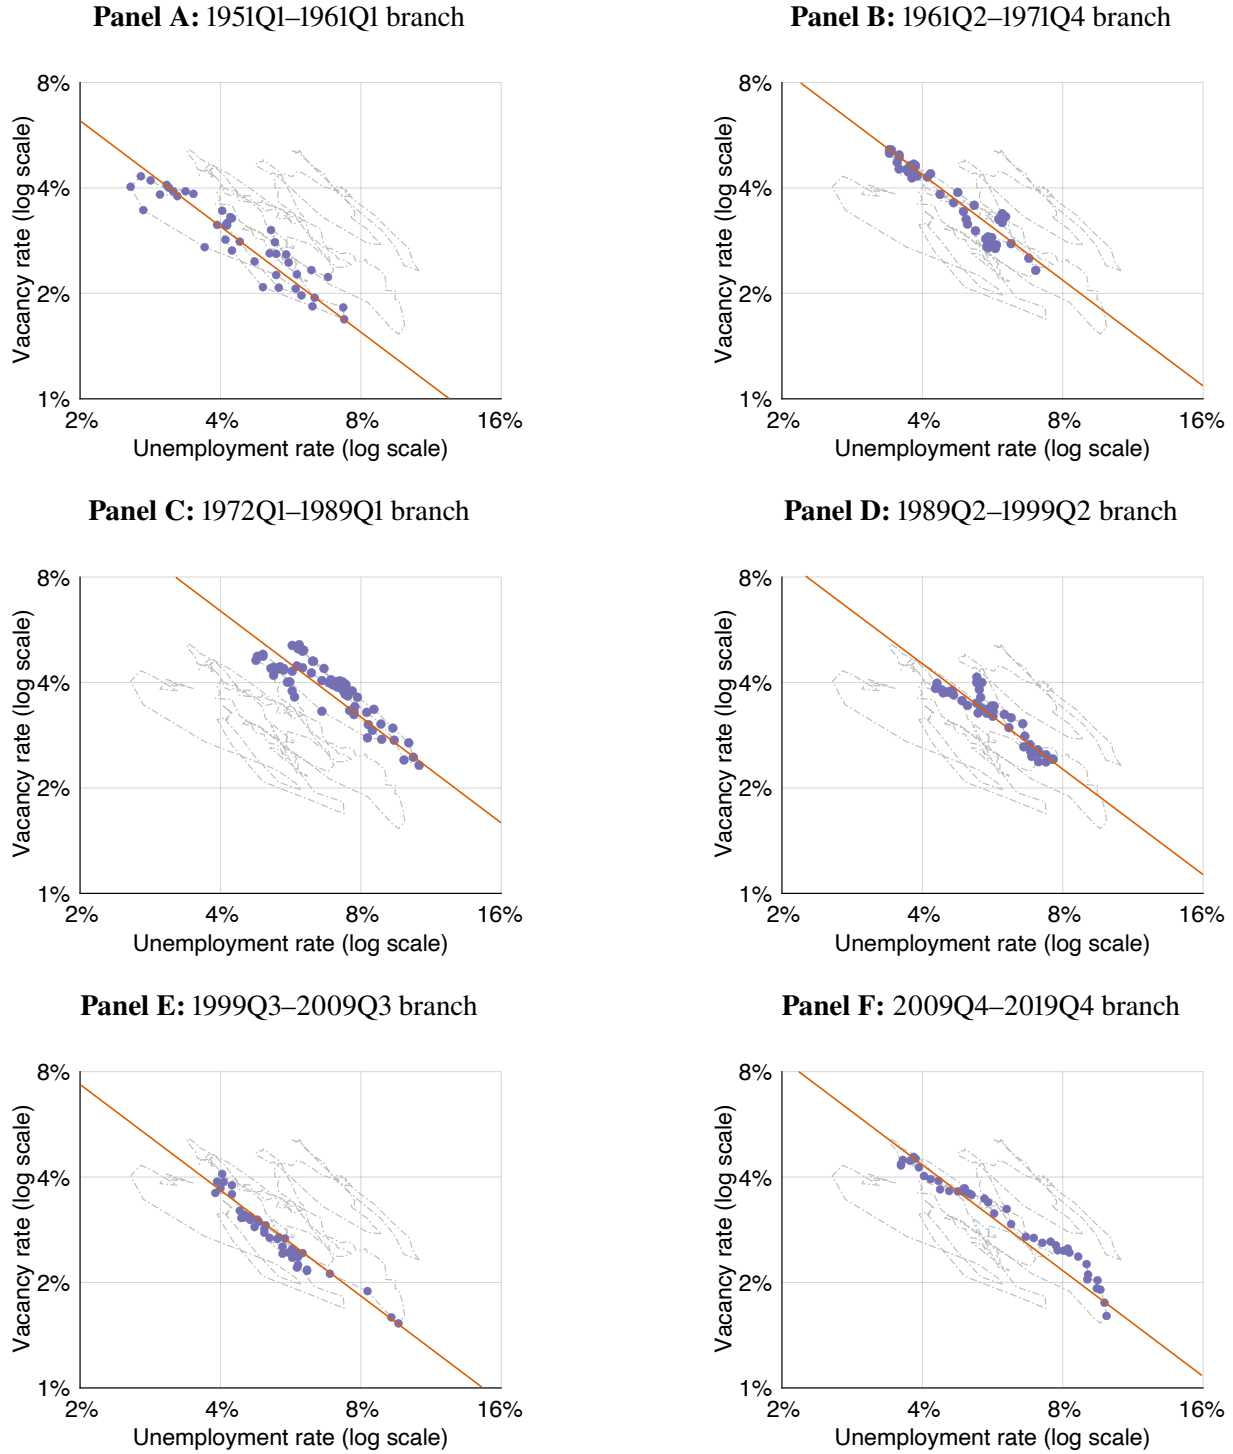 Panel A: 1951Q1–1961Q1 branch
8%
4%
2%
1%
2%
4%
8%
16%
Vacancy rate (log scale)
Unemployment rate (log scale)
Panel B: 1961Q2–1971Q4 branch
8%
4%
2%
1%
2%
4%
8%
16%
Vacancy rate (log scale)
Unemployment rate (log scale)
Panel C: 1972Q1–1989Q1 branch
8%
4%
2%
1%
2%
4%
8%
16%
Vacancy rate (log scale)
Unemployment rate (log scale)
Panel D: 1989Q2–1999Q2 branch
8%
4%
2%
1%
2%
4%
8%
16%
Vacancy rate (log scale)
Unemployment rate (log scale)
Panel E: 1999Q3–2009Q3 branch
8%
4%
2%
1%
2%
4%
8%
16%
Vacancy rate (log scale)
Unemployment rate (log scale)
Panel F: 2009Q4–2019Q4 branch
8%
4%
2%
1%
2%
4%
8%
16%
Vacancy rate (log scale)
Unemployment rate (log scale)